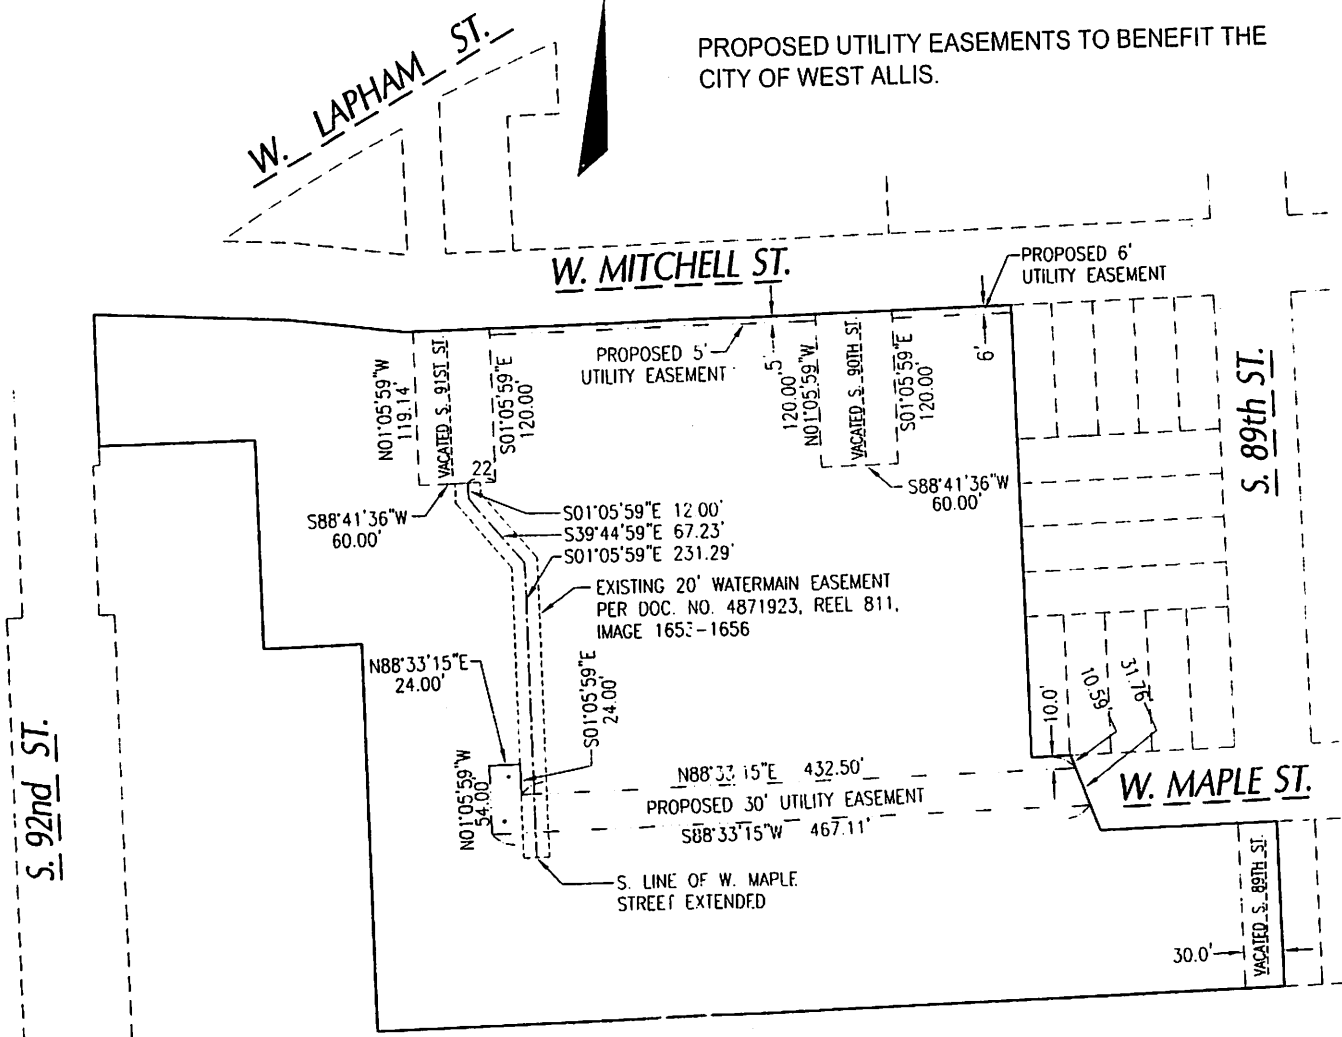 PROPOSED UTILITY EASEMENTS TO BENEFIT THE
CITY OF WEST ALLIS.
W. LAPHAM ST.
W. MITCHELL ST.
PROPOSED 6'
UTILITY EASEMENT
PROPOSED 5'
UTILITY EASEMENT
5'
6'
N01°05'59"W
119.14'
VACATED S. 91ST ST.
S01°05'59"E
120.00'
120.00'
N01°05'59"W
VACATED S. 90TH ST.
S01°05'59"E
120.00'
S. 89th ST.
22'
S88°41'36"W
60.00'
S88°41'36"W
60.00'
S01°05'59"E 12.00'
S39°44'59"E 67.23'
S01°05'59"E 231.29'
EXISTING 20' WATERMAIN EASEMENT
PER DOC. NO. 4871923, REEL 811,
IMAGE 1653-1656
N88°33'15"E
24.00'
S01°05'59"E
24.00'
10.0'
10.59'
31.76'
S. 92nd ST.
N01°05'59"W
54.00'
N88°33'15"E 432.50'
PROPOSED 30' UTILITY EASEMENT
S88°33'15"W 467.11'
W. MAPLE ST.
S. LINE OF W. MAPLE
STREET EXTENDED
VACATED S. 89TH ST.
30.0'